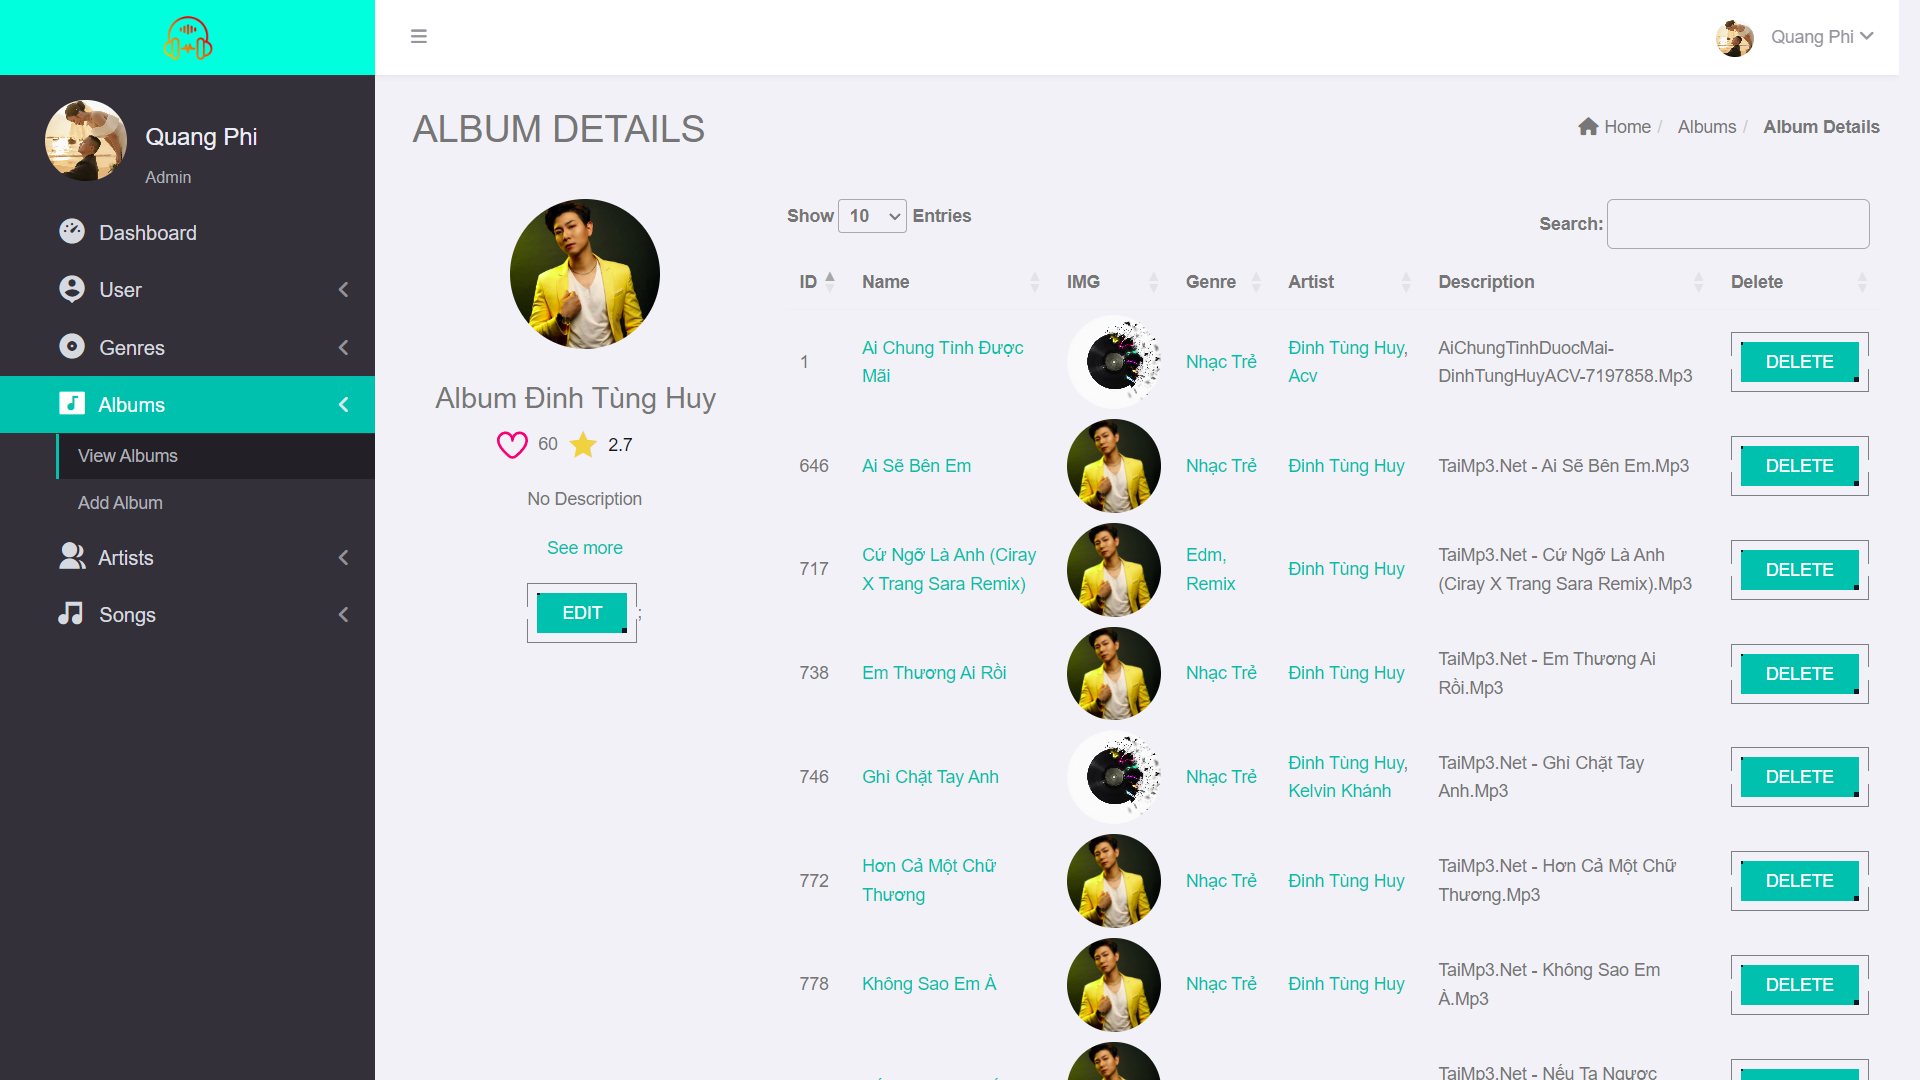 Quang Phi
Quang Phi
Admin
Dashboard
User
Genres
Albums
View Albums
Add Album
Artists
Songs
ALBUM DETAILS
Home / Albums / Album Details
Album Đinh Tùng Huy
60 2.7
No Description
See more
EDIT ;
Show 10 Entries
Search:
ID Name IMG Genre Artist Description Delete
1 Ai Chung Tình Được Mãi Nhạc Trẻ Đinh Tùng Huy, Acv AiChungTinhDuocMai-DinhTungHuyACV-7197858.Mp3 DELETE
646 Ai Sẽ Bên Em Nhạc Trẻ Đinh Tùng Huy TaiMp3.Net - Ai Sẽ Bên Em.Mp3 DELETE
717 Cứ Ngỡ Là Anh (Ciray X Trang Sara Remix) Edm, Remix Đinh Tùng Huy TaiMp3.Net - Cứ Ngỡ Là Anh (Ciray X Trang Sara Remix).Mp3 DELETE
738 Em Thương Ai Rồi Nhạc Trẻ Đinh Tùng Huy TaiMp3.Net - Em Thương Ai Rồi.Mp3 DELETE
746 Ghì Chặt Tay Anh Nhạc Trẻ Đinh Tùng Huy, Kelvin Khánh TaiMp3.Net - Ghì Chặt Tay Anh.Mp3 DELETE
772 Hơn Cả Một Chữ Thương Nhạc Trẻ Đinh Tùng Huy TaiMp3.Net - Hơn Cả Một Chữ Thương.Mp3 DELETE
778 Không Sao Em À Nhạc Trẻ Đinh Tùng Huy TaiMp3.Net - Không Sao Em À.Mp3 DELETE
TaiMp3.Net - Nếu Ta Ngược